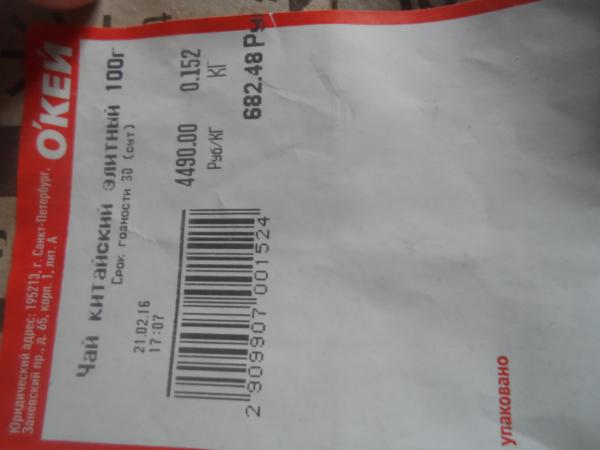 Юридический адрес: 195213, г. Санкт-Петербург,
Заневский пр., д. 65, корп. 1, лит. А
О'КЕЙ
Чай китайский элитный 100г
Срок годности 30 (сут)
21.02.16
17:07
4490.00 0.152
Руб/КГ КГ
682.48 Ру
2 909907 001524
упаковано